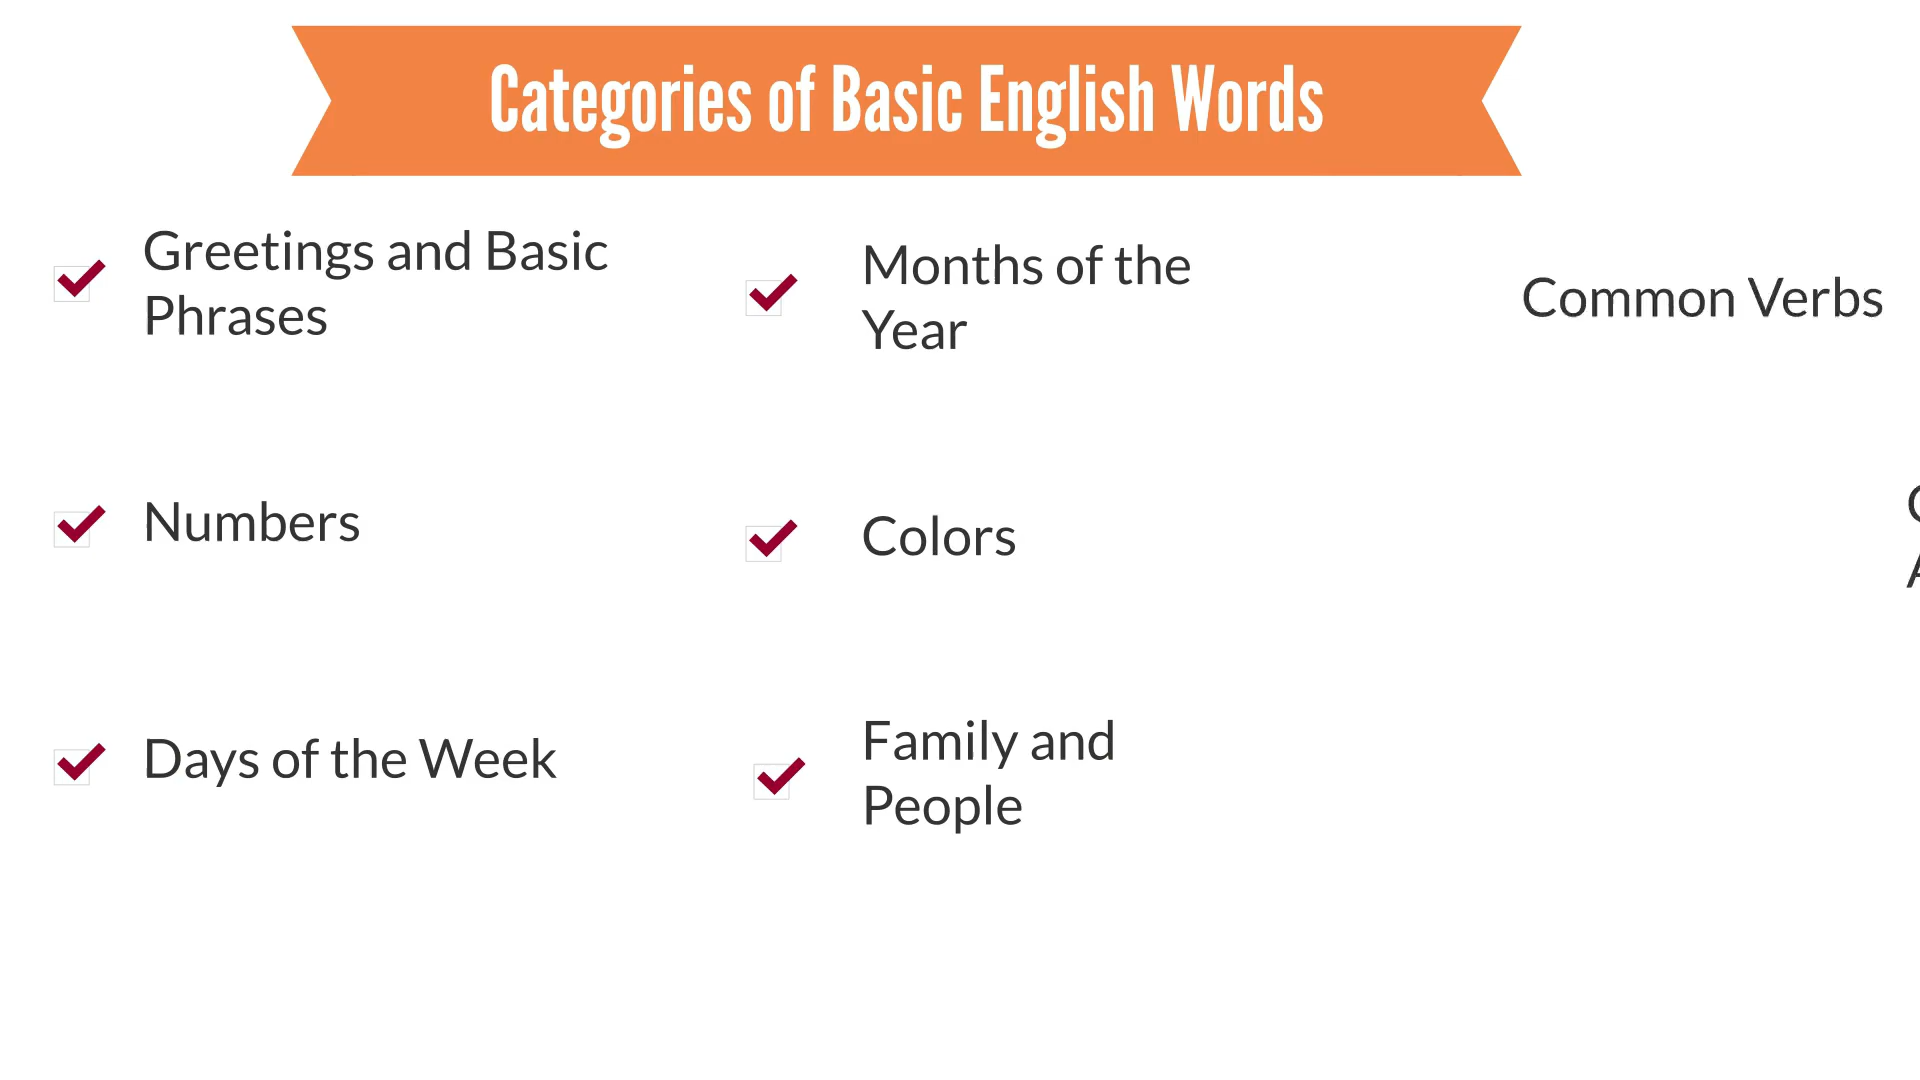 Categories of Basic English Words
Greetings and Basic
Phrases
Numbers
Days of the Week
Months of the
Year
Colors
Family and
People
Common Verbs